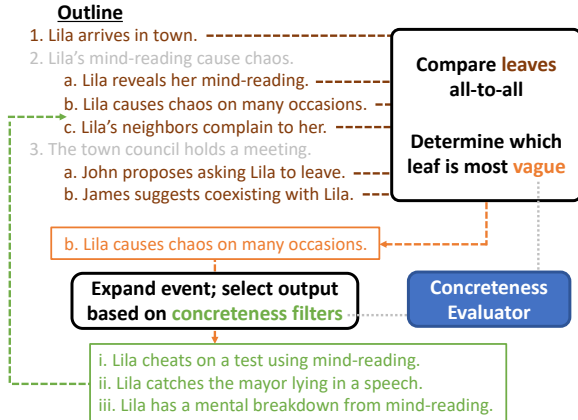 Outline
1. Lila arrives in town.
2. Lila's mind-reading cause chaos.
a. Lila reveals her mind-reading.
b. Lila causes chaos on many occasions.
c. Lila's neighbors complain to her.
3. The town council holds a meeting.
a. John proposes asking Lila to leave.
b. James suggests coexisting with Lila.
Compare leaves
all-to-all
Determine which
leaf is most vague
b. Lila causes chaos on many occasions.
Expand event; select output
based on concreteness filters
Concreteness
Evaluator
i. Lila cheats on a test using mind-reading.
ii. Lila catches the mayor lying in a speech.
iii. Lila has a mental breakdown from mind-reading.